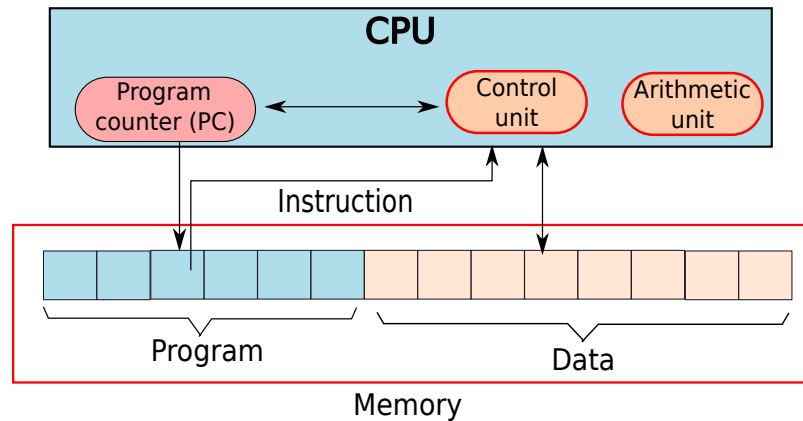 CPU
Program
counter (PC)
Control
unit
Arithmetic
unit
Instruction
Program
Data
Memory